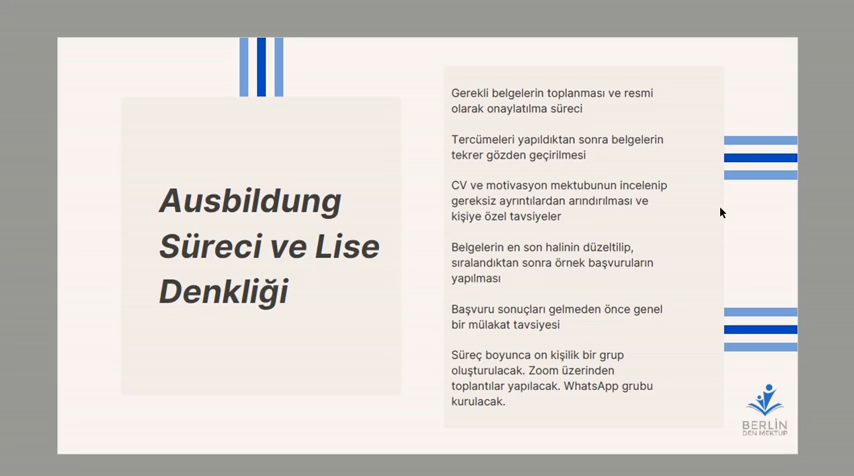 Ausbildung
Süreci ve Lise
Denkliği
Gerekli belgelerin toplanması ve resmi
olarak onaylatılma süreci
Tercümeleri yapıldıktan sonra belgelerin
tekrer gözden geçirilmesi
CV ve motivasyon mektubunun incelenip
gereksiz ayrıntılardan arındırılması ve
kişiye özel tavsiyeler
Belgelerin en son halinin düzeltilip,
sıralandıktan sonra örnek başvuruların
yapılması
Başvuru sonuçları gelmeden önce genel
bir mülakat tavsiyesi
Süreç boyunca on kişilik bir grup
oluşturulacak. Zoom üzerinden
toplantılar yapılacak. WhatsApp grubu
kurulacak.
BERLİN
DEN MEKTUP